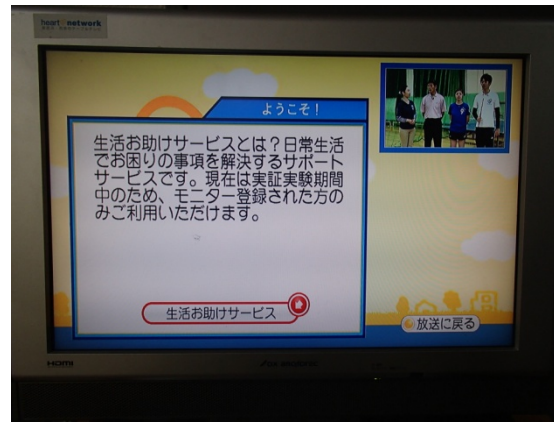 heart network
ようこそ！
生活お助けサービスとは？日常生活
でお困りの事項を解決するサポート
サービスです。現在は実証実験期間
中のため、モニター登録された方の
みご利用いただけます。
生活お助けサービス
放送に戻る
HDMI